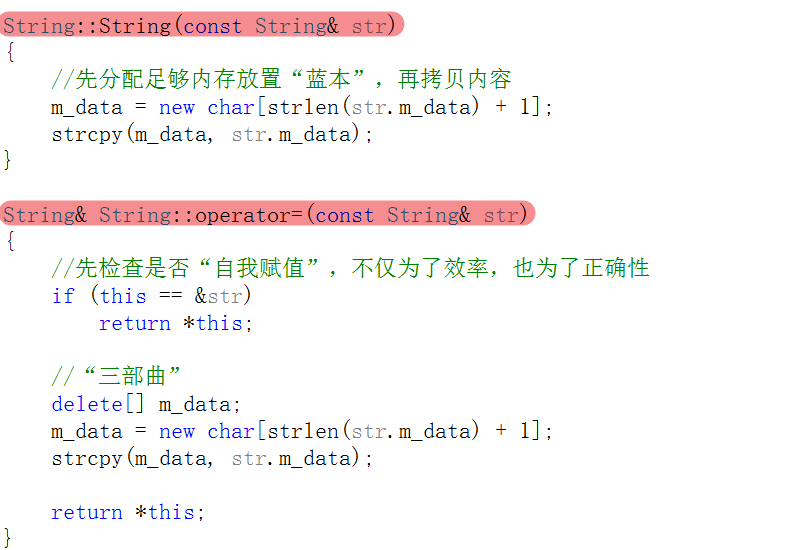 String::String(const String& str)
{
    //先分配足够内存放置“蓝本”，再拷贝内容
    m_data = new char[strlen(str.m_data) + 1];
    strcpy(m_data, str.m_data);
}

String& String::operator=(const String& str)
{
    //先检查是否“自我赋值”，不仅为了效率，也为了正确性
    if (this == &str)
        return *this;

    //“三部曲”
    delete[] m_data;
    m_data = new char[strlen(str.m_data) + 1];
    strcpy(m_data, str.m_data);

    return *this;
}